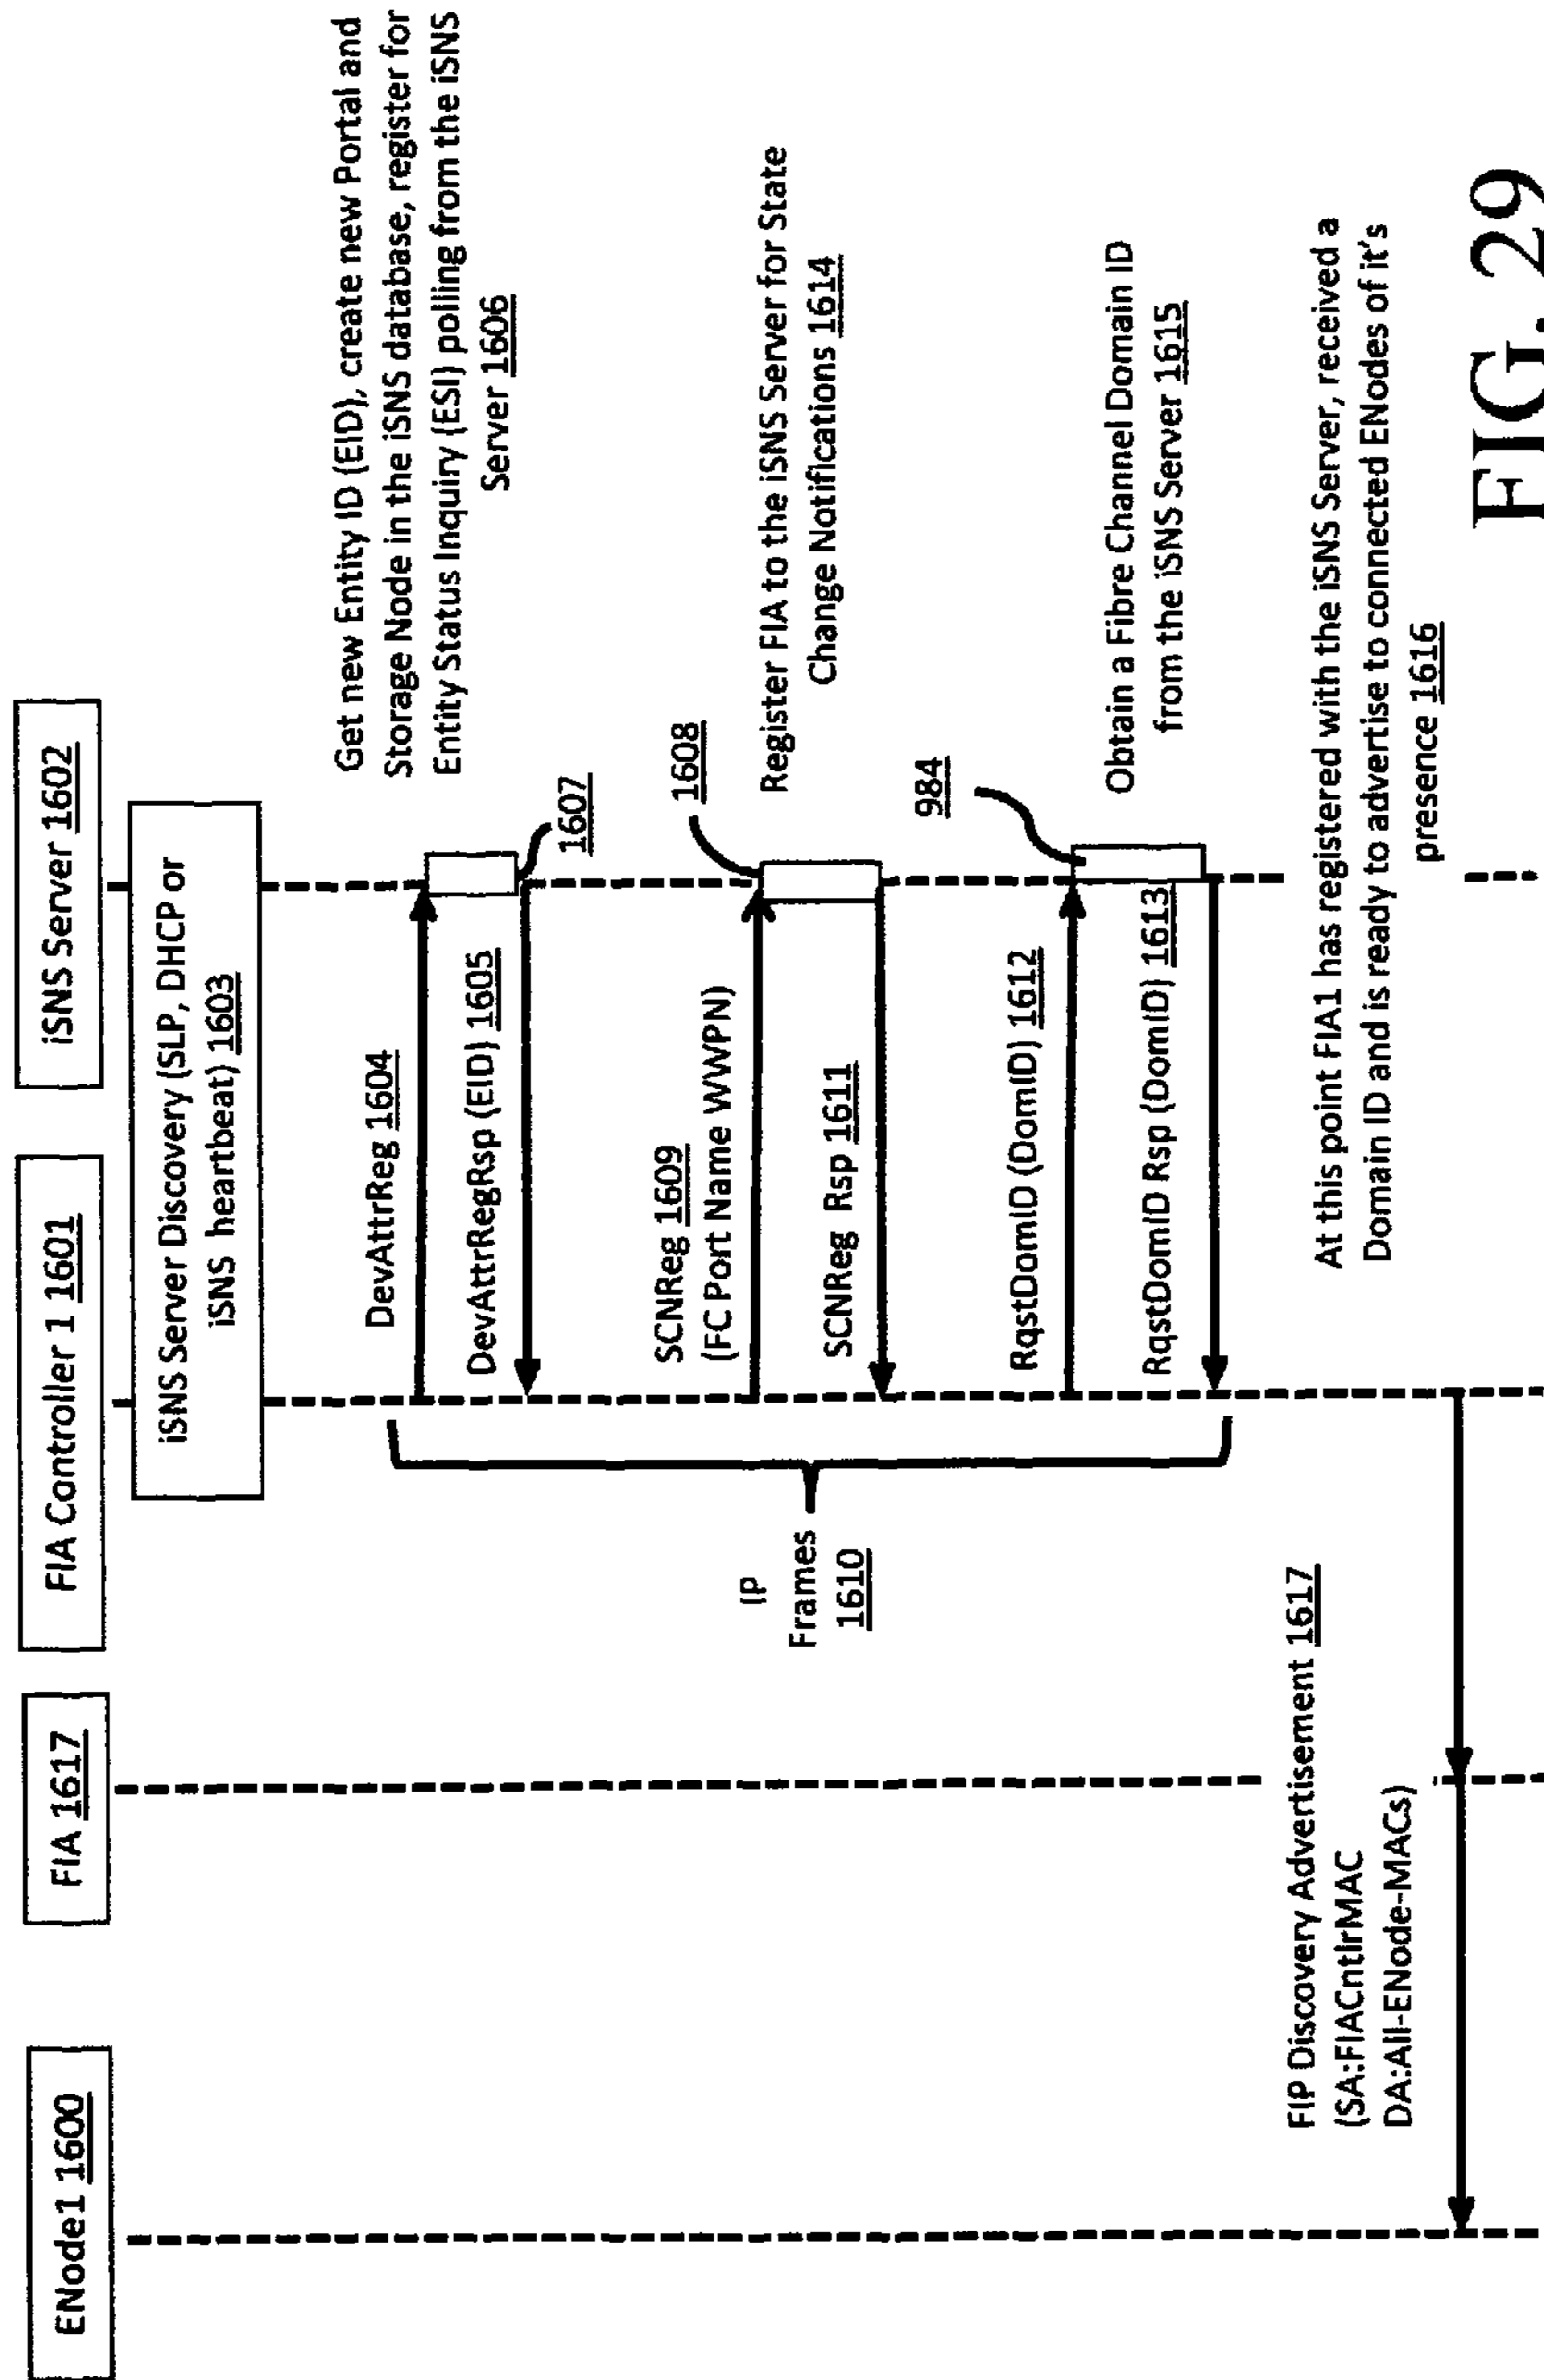 ENode1 1600
FIA 1617
FIA Controller 1 1601
iSNS Server 1602
iSNS Server Discovery (SLP, DHCP or
iSNS heartbeat) 1603
DevAttrReg 1604
DevAttrRegRsp (EID) 1605
Get new Entity ID (EID), create new Portal and
Storage Node in the iSNS database, register for
Entity Status Inquiry (ESI) polling from the iSNS
Server 1606
1607
1608
SCNReg 1609
(FC Port Name WWPN)
SCNReg Rsp 1611
Register FIA to the iSNS Server for State
Change Notifications 1614
IP
Frames
1610
984
RqstDomID (DomID) 1612
RqstDomID Rsp (DomID) 1613
Obtain a Fibre Channel Domain ID
from the iSNS Server 1615
At this point FIA1 has registered with the iSNS Server, received a
Domain ID and is ready to advertise to connected ENodes of it's
presence 1616
FIP Discovery Advertisement 1617
(SA:FIACntlrMAC
DA:All-ENode-MACs)
FIG. 29